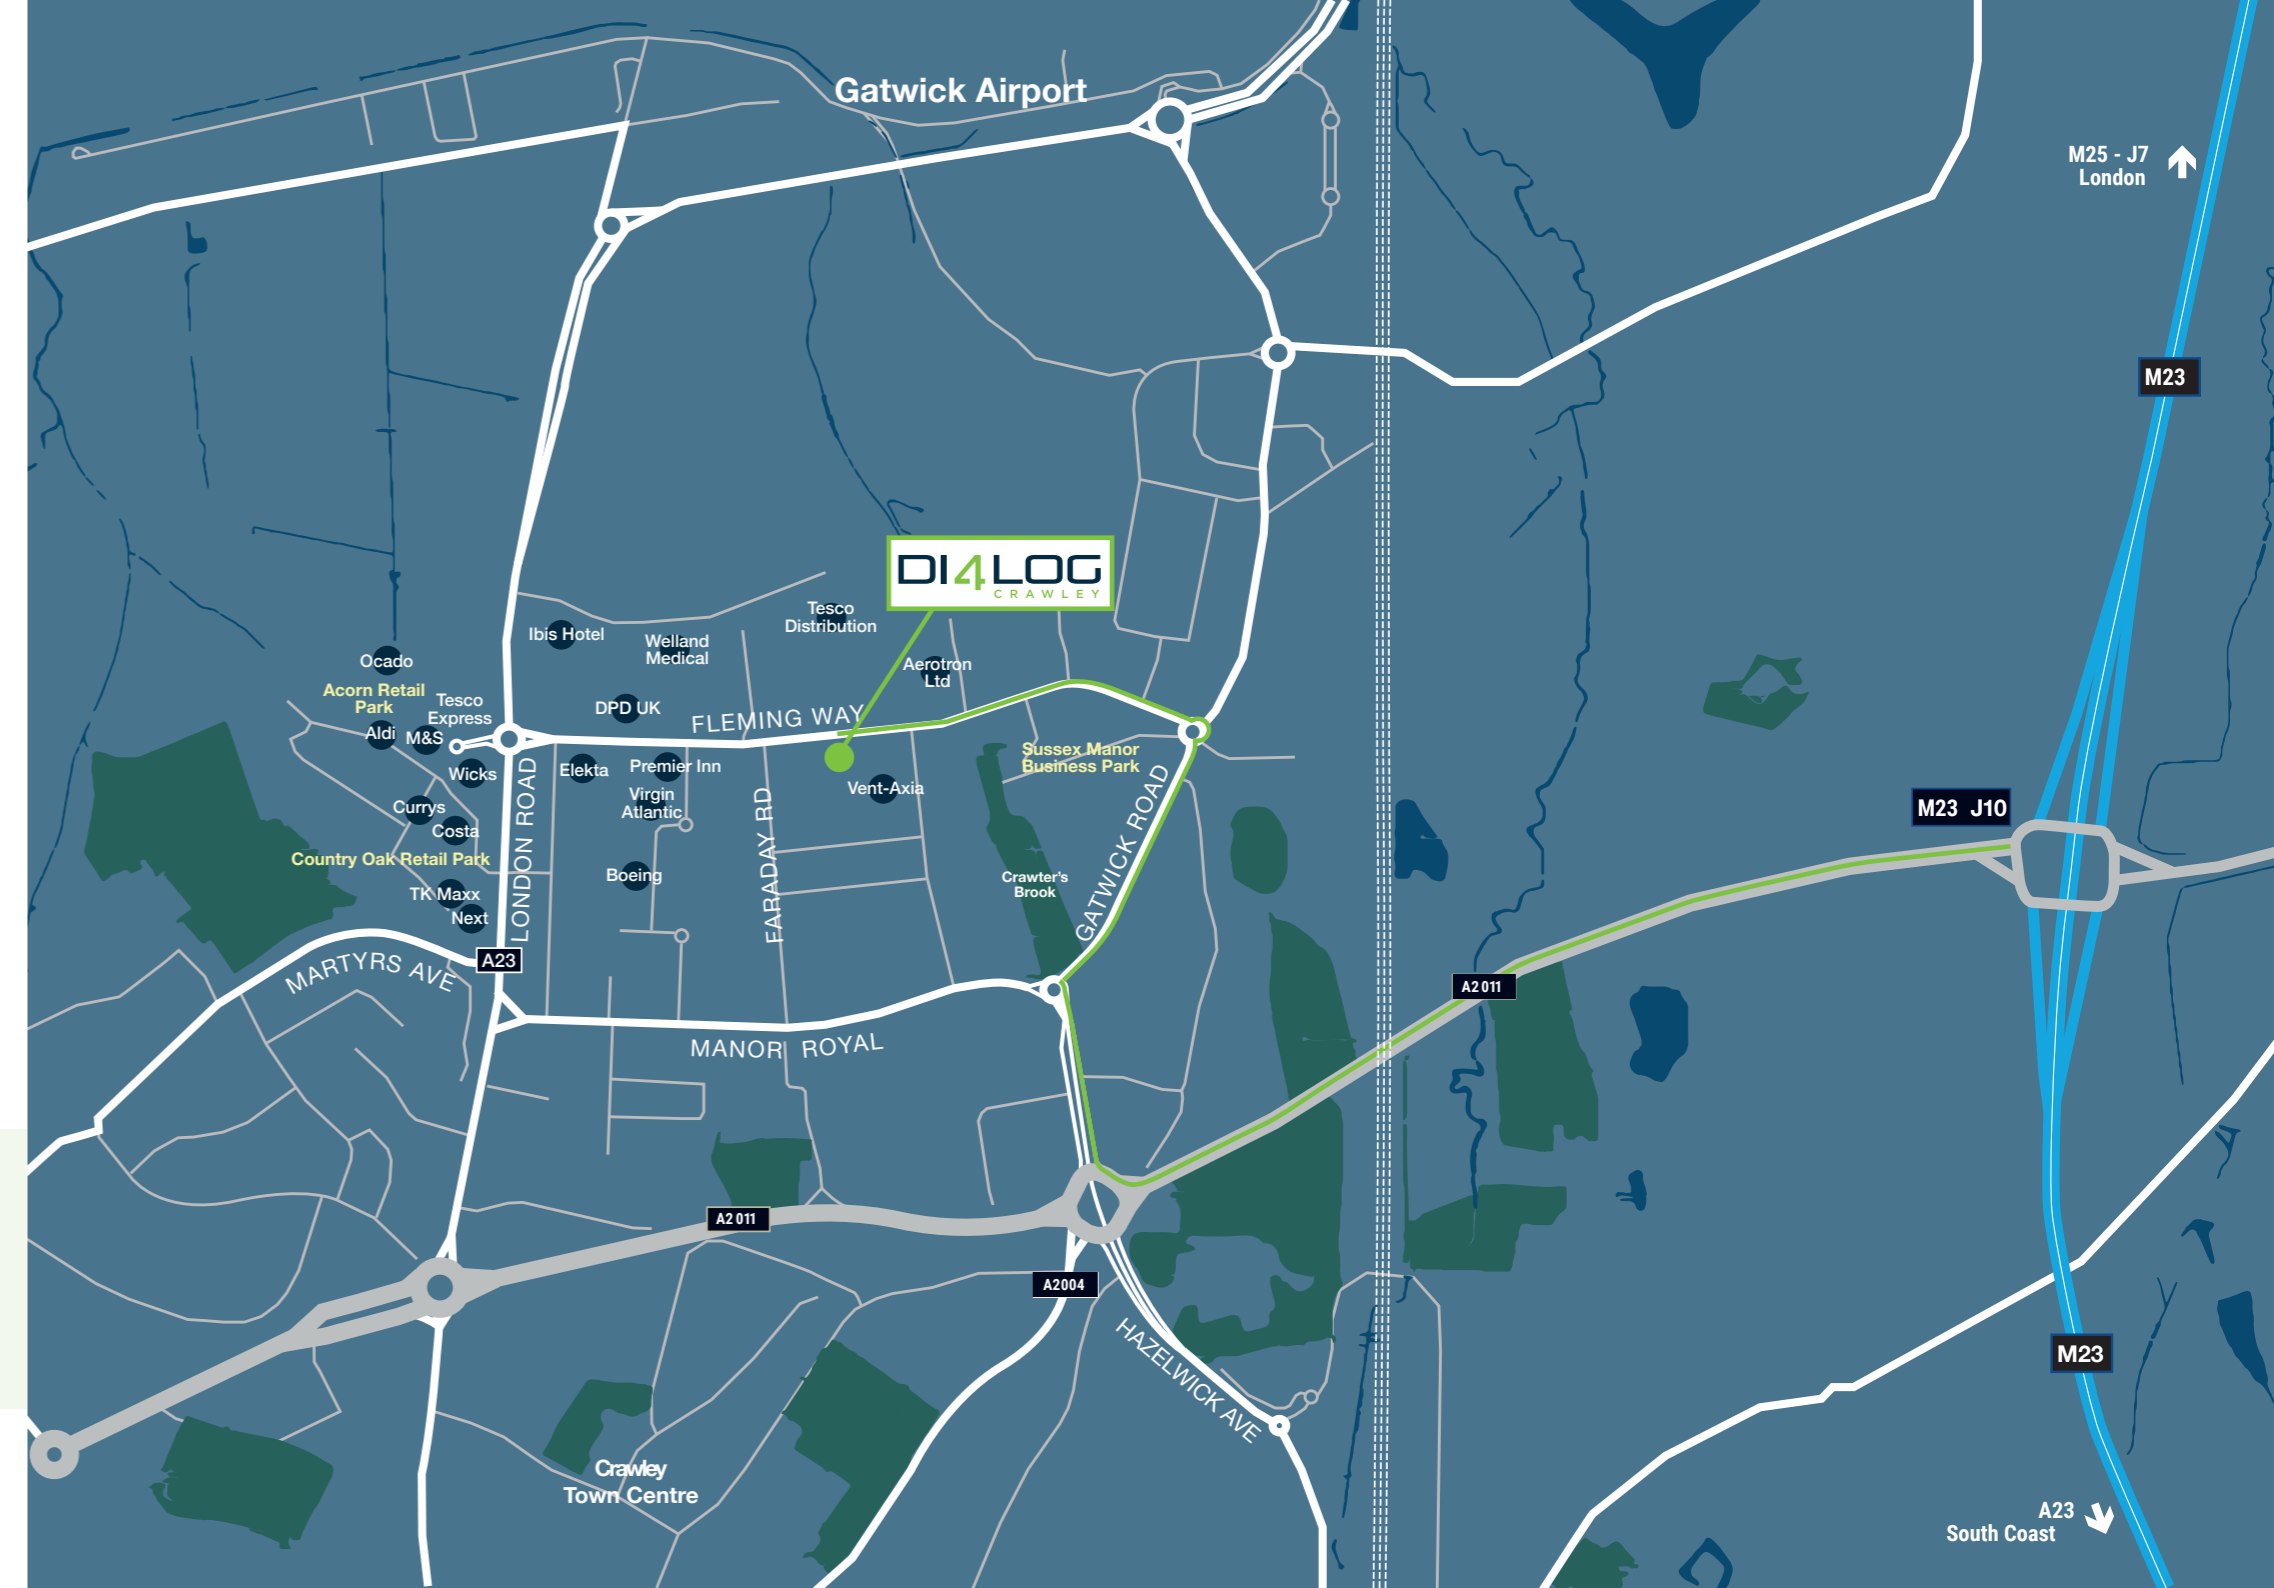 Gatwick Airport
M25 - J7
London
M23
DI4LOG
CRAWLEY
Tesco
Distribution
Ibis Hotel
Welland
Medical
Ocado
Aerotron
Ltd
Acorn Retail
Park
Tesco
Express
DPD UK
FLEMING WAY
Aldi
M&S
Sussex Manor
Business Park
Wicks
Elekta
Premier Inn
Vent-Axia
Virgin
Atlantic
Currys
Costa
LONDON ROAD
FARADAY RD
GATWICK ROAD
M23 J10
Country Oak Retail Park
Boeing
Crawter's
Brook
TK Maxx
Next
A23
MARTYRS AVE
A2011
MANOR ROYAL
A2011
A2004
HAZELWICK AVE
M23
Crawley
Town Centre
A23
South Coast